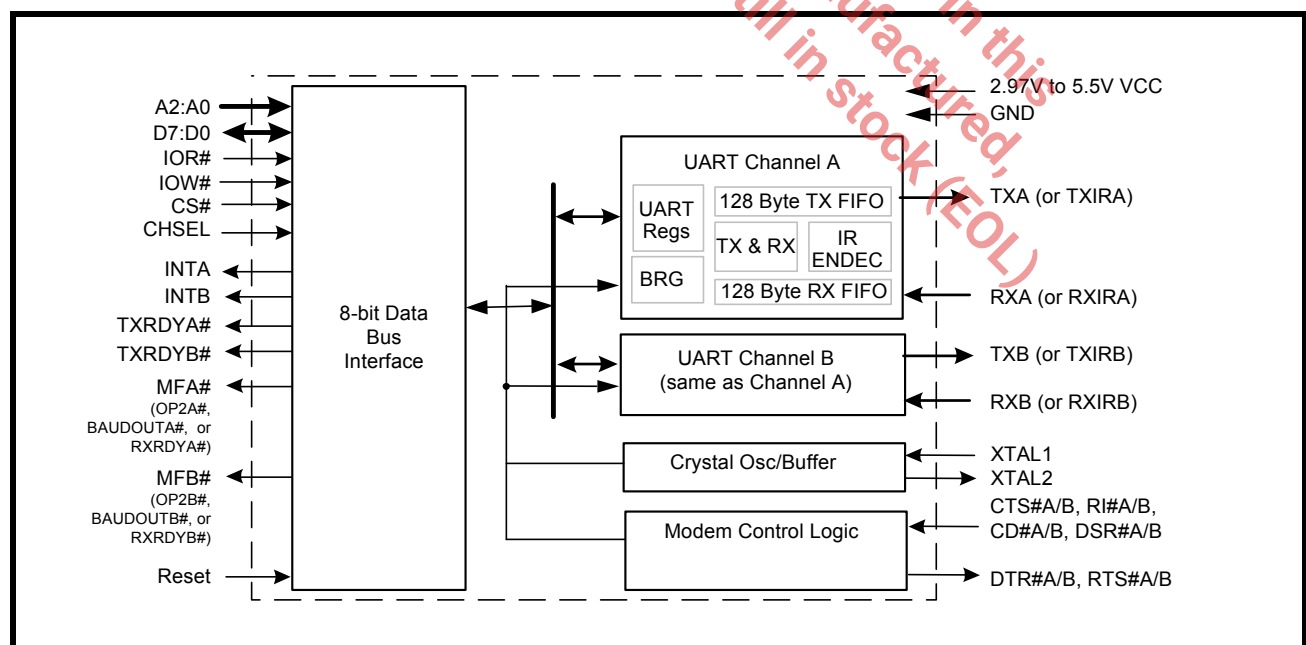 in this
ufactured,
ill in stock (EOL)
A2:A0
D7:D0
IOR#
IOW#
CS#
CHSEL
INTA
INTB
TXRDYA#
TXRDYB#
MFA#
(OP2A#,
BAUDOUTA#, or
RXRDYA#)
MFB#
(OP2B#,
BAUDOUTB#, or
RXRDYB#)
Reset
8-bit Data
Bus
Interface
UART Channel A
UART
Regs
BRG
128 Byte TX FIFO
TX & RX
IR
ENDEC
128 Byte RX FIFO
UART Channel B
(same as Channel A)
Crystal Osc/Buffer
Modem Control Logic
2.97V to 5.5V VCC
GND
TXA (or TXIRA)
RXA (or RXIRA)
TXB (or TXIRB)
RXB (or RXIRB)
XTAL1
XTAL2
CTS#A/B, RI#A/B,
CD#A/B, DSR#A/B
DTR#A/B, RTS#A/B